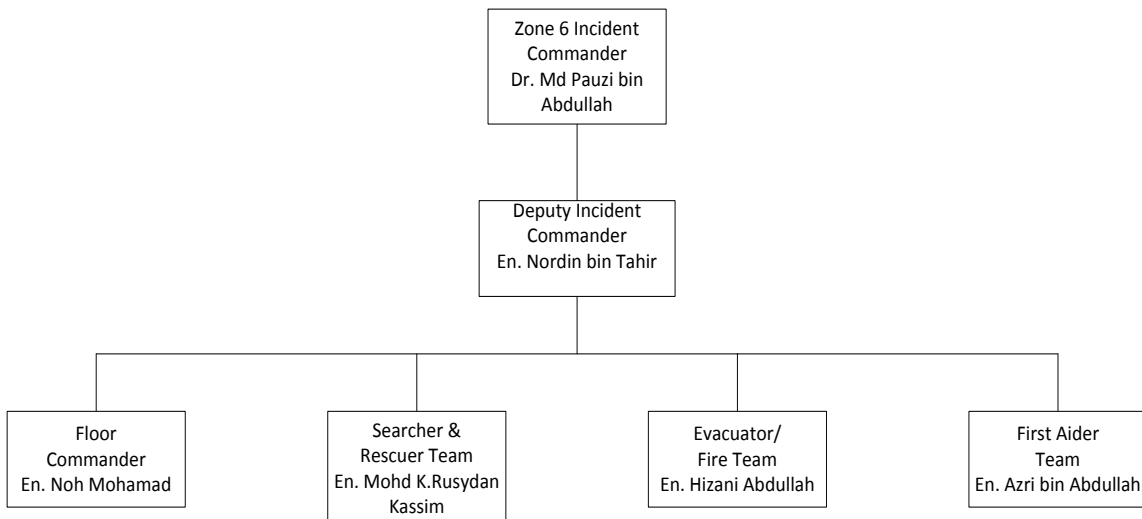 Zone 6 Incident
Commander
Dr. Md Pauzi bin
Abdullah
Deputy Incident
Commander
En. Nordin bin Tahir
Floor
Commander
En. Noh Mohamad
Searcher &
Rescuer Team
En. Mohd K.Rusydan
Kassim
Evacuator/
Fire Team
En. Hizani Abdullah
First Aider
Team
En. Azri bin Abdullah